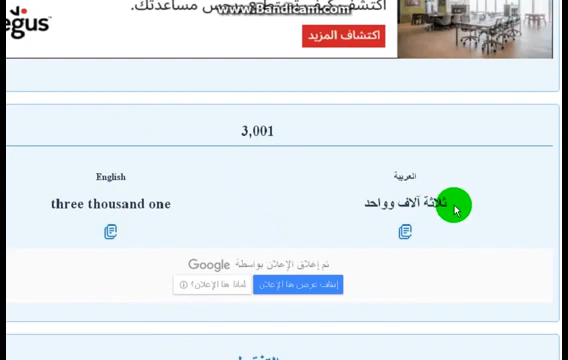 www.Bandicam.com
egus
اكتشاف المزيد
3,001
English
العربية
three thousand one
ثلاثة آلاف وواحد
تم إغلاق الإعلان بواسطة Google
إيقاف عرض هذا الإعلان
لماذا هذا الإعلان؟